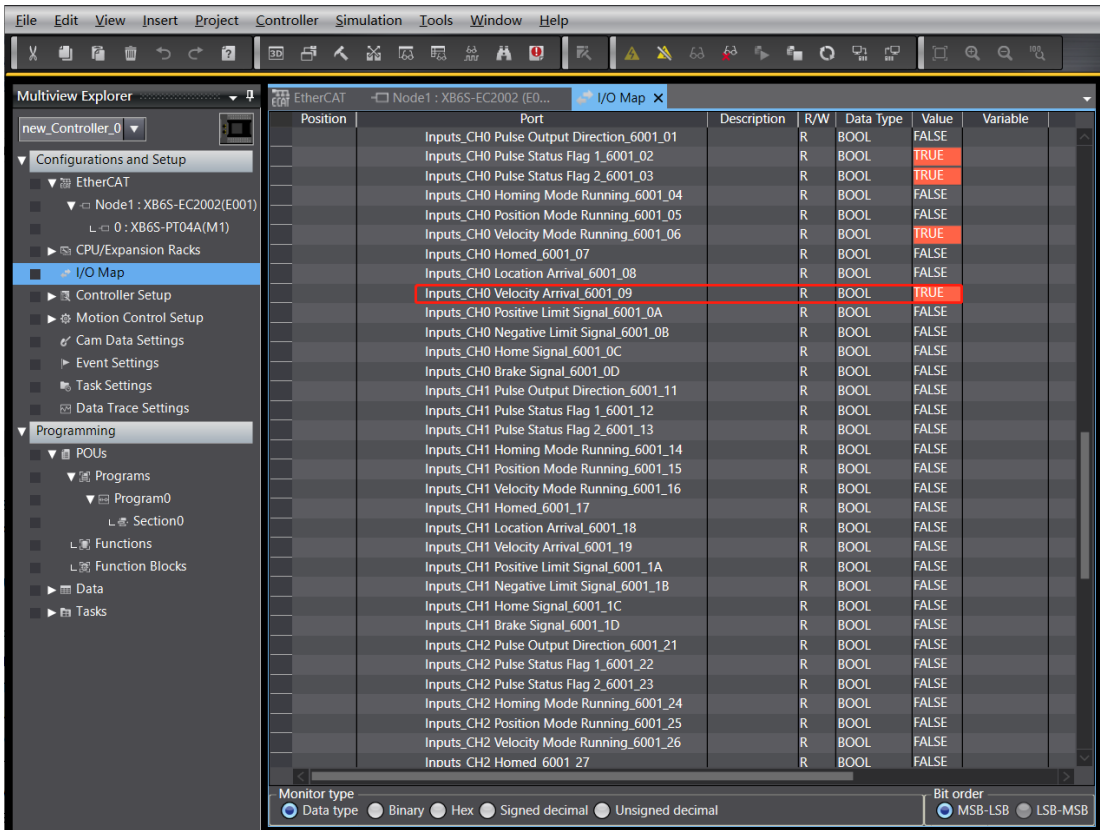 File Edit View Insert Project Controller Simulation Tools Window Help
Multiview Explorer
new_Controller_0
Configurations and Setup
EtherCAT
Node1 : XB6S-EC2002(E001)
0 : XB6S-PT04A(M1)
CPU/Expansion Racks
I/O Map
Controller Setup
Motion Control Setup
Cam Data Settings
Event Settings
Task Settings
Data Trace Settings
Programming
POUs
Programs
Program0
Section0
Functions
Function Blocks
Data
Tasks
EtherCAT Node1 : XB6S-EC2002 (E0... I/O Map
Position Port Description R/W Data Type Value Variable
Inputs_CH0 Pulse Output Direction_6001_01 R BOOL FALSE
Inputs_CH0 Pulse Status Flag 1_6001_02 R BOOL TRUE
Inputs_CH0 Pulse Status Flag 2_6001_03 R BOOL TRUE
Inputs_CH0 Homing Mode Running_6001_04 R BOOL FALSE
Inputs_CH0 Position Mode Running_6001_05 R BOOL FALSE
Inputs_CH0 Velocity Mode Running_6001_06 R BOOL TRUE
Inputs_CH0 Homed_6001_07 R BOOL FALSE
Inputs_CH0 Location Arrival_6001_08 R BOOL FALSE
Inputs_CH0 Velocity Arrival_6001_09 R BOOL TRUE
Inputs_CH0 Positive Limit Signal_6001_0A R BOOL FALSE
Inputs_CH0 Negative Limit Signal_6001_0B R BOOL FALSE
Inputs_CH0 Home Signal_6001_0C R BOOL FALSE
Inputs_CH0 Brake Signal_6001_0D R BOOL FALSE
Inputs_CH1 Pulse Output Direction_6001_11 R BOOL FALSE
Inputs_CH1 Pulse Status Flag 1_6001_12 R BOOL FALSE
Inputs_CH1 Pulse Status Flag 2_6001_13 R BOOL FALSE
Inputs_CH1 Homing Mode Running_6001_14 R BOOL FALSE
Inputs_CH1 Position Mode Running_6001_15 R BOOL FALSE
Inputs_CH1 Velocity Mode Running_6001_16 R BOOL FALSE
Inputs_CH1 Homed_6001_17 R BOOL FALSE
Inputs_CH1 Location Arrival_6001_18 R BOOL FALSE
Inputs_CH1 Velocity Arrival_6001_19 R BOOL FALSE
Inputs_CH1 Positive Limit Signal_6001_1A R BOOL FALSE
Inputs_CH1 Negative Limit Signal_6001_1B R BOOL FALSE
Inputs_CH1 Home Signal_6001_1C R BOOL FALSE
Inputs_CH1 Brake Signal_6001_1D R BOOL FALSE
Inputs_CH2 Pulse Output Direction_6001_21 R BOOL FALSE
Inputs_CH2 Pulse Status Flag 1_6001_22 R BOOL FALSE
Inputs_CH2 Pulse Status Flag 2_6001_23 R BOOL FALSE
Inputs_CH2 Homing Mode Running_6001_24 R BOOL FALSE
Inputs_CH2 Position Mode Running_6001_25 R BOOL FALSE
Inputs_CH2 Velocity Mode Running_6001_26 R BOOL FALSE
Inputs_CH2 Homed_6001_27 R BOOL FALSE
Monitor type Bit order
Data type Binary Hex Signed decimal Unsigned decimal MSB-LSB LSB-MSB